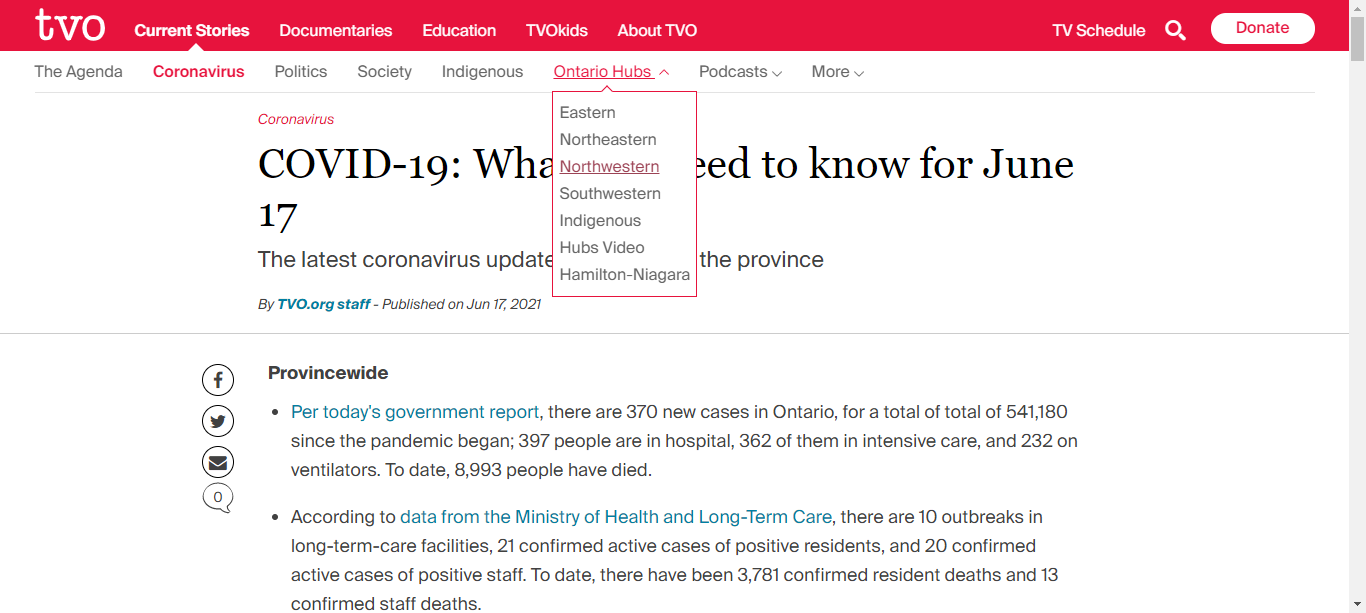 tvo
Current Stories Documentaries Education TVOkids About TVO TV Schedule Donate
The Agenda Coronavirus Politics Society Indigenous Ontario Hubs Podcasts More
Eastern
Northeastern
Northwestern
Southwestern
Indigenous
Hubs Video
Hamilton-Niagara
Coronavirus
COVID-19: to know for June
17
The latest coronavirus the province
By TVO.org staff - Published on Jun 17, 2021
0
Provincewide
• Per today's government report, there are 370 new cases in Ontario, for a total of total of 541,180
since the pandemic began; 397 people are in hospital, 362 of them in intensive care, and 232 on
ventilators. To date, 8,993 people have died.
• According to data from the Ministry of Health and Long-Term Care, there are 10 outbreaks in
long-term-care facilities, 21 confirmed active cases of positive residents, and 20 confirmed
active cases of positive staff. To date, there have been 3,781 confirmed resident deaths and 13
confirmed staff deaths.